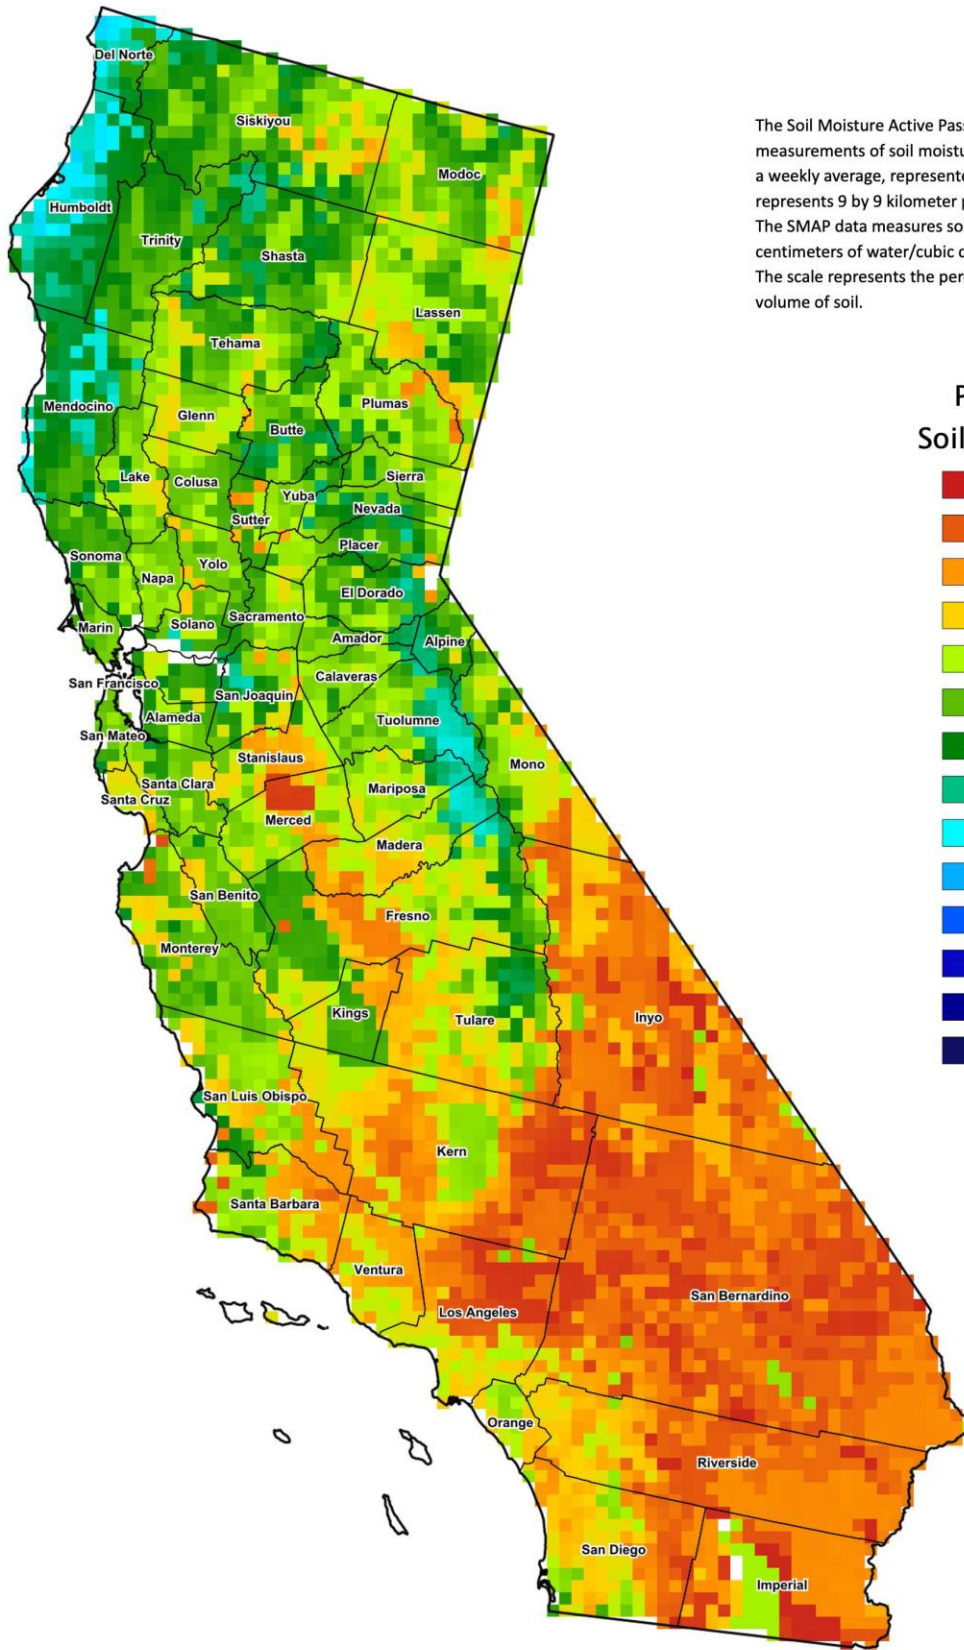 Del Norte
Siskiyou
Modoc
Humboldt
Trinity
Shasta
Lassen
Tehama
Mendocino
Glenn
Butte
Plumas
Lake
Colusa
Yuba
Sierra
Sutter
Nevada
Placer
Sonoma
Napa
Yolo
El Dorado
Marin
Solano
Sacramento
Amador
Alpine
San Francisco
San Joaquin
Calaveras
Alameda
Tuolumne
San Mateo
Stanislaus
Mono
Santa Clara
Santa Cruz
Mariposa
Merced
Madera
San Benito
Fresno
Monterey
Kings
Tulare
Inyo
San Luis Obispo
Kern
Santa Barbara
Ventura
Los Angeles
San Bernardino
Orange
Riverside
San Diego
Imperial
The Soil Moisture Active Pas
measurements of soil moistu
a weekly average, represente
represents 9 by 9 kilometer p
The SMAP data measures so
centimeters of water/cubic c
The scale represents the per
volume of soil.
P
Soil